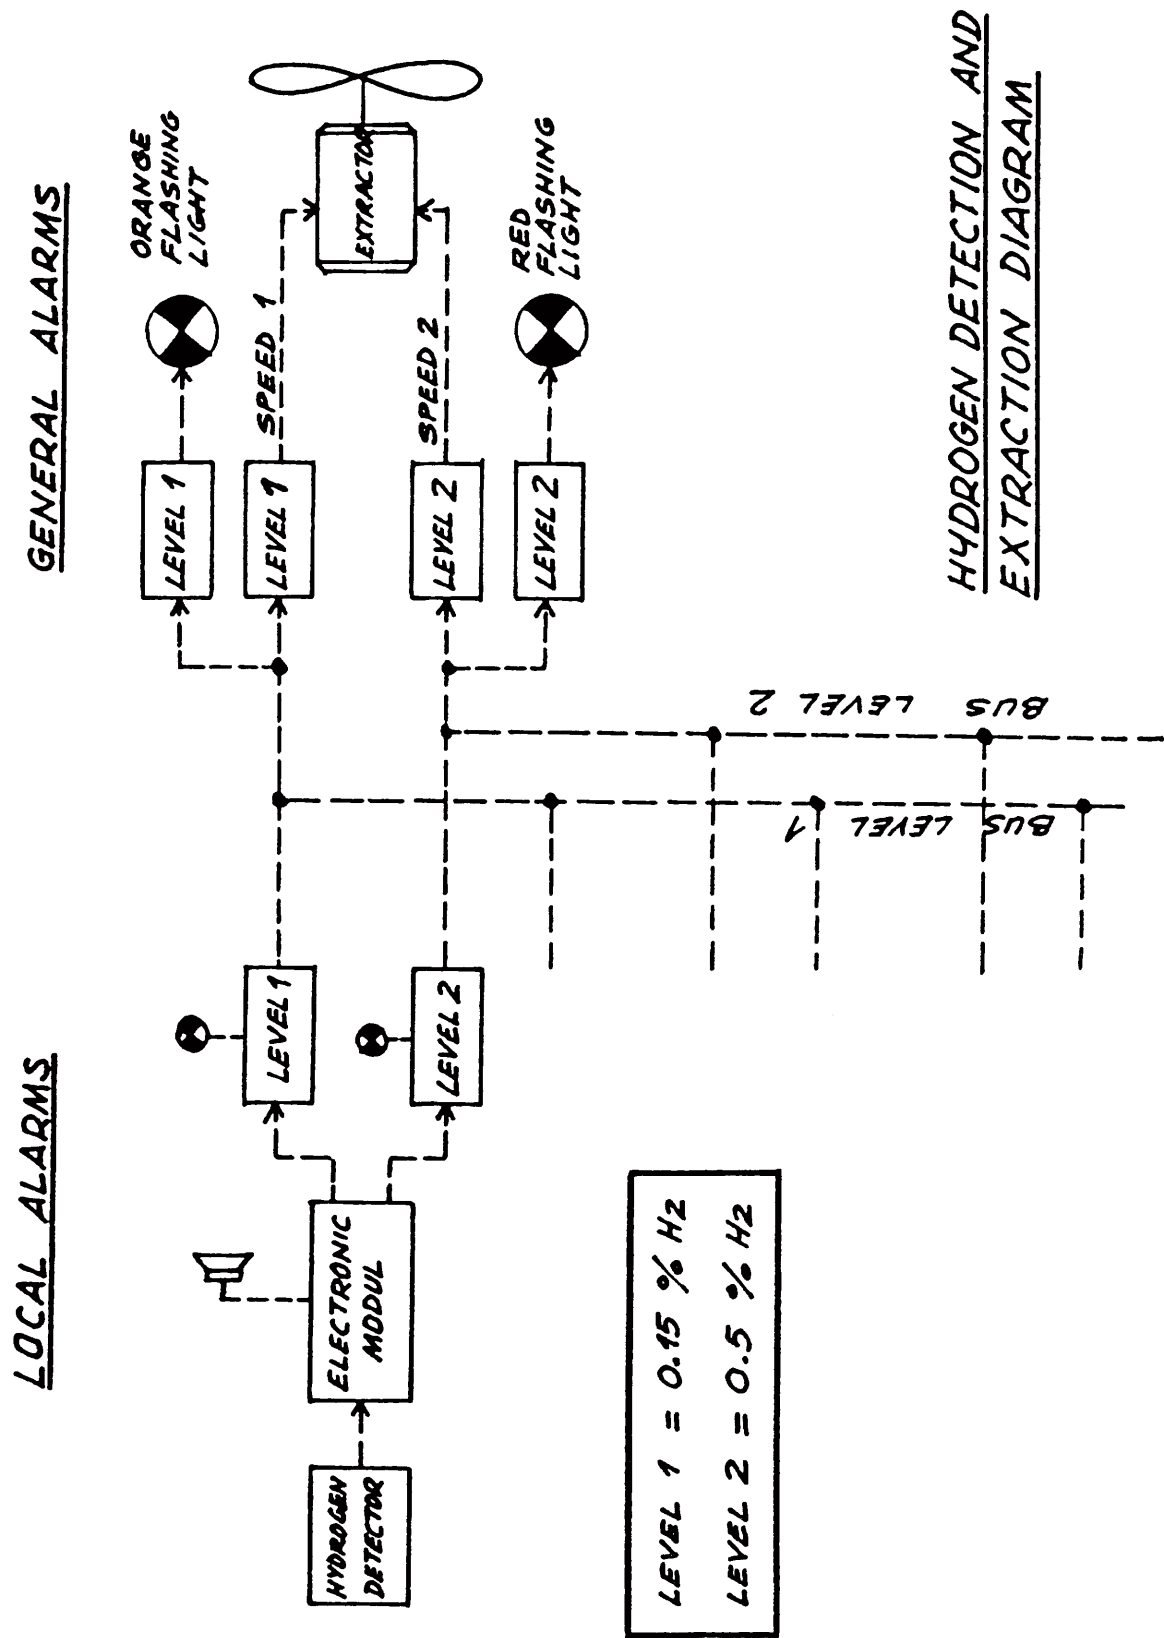 LOCAL ALARMS
GENERAL ALARMS
HYDROGEN
DETECTOR
ELECTRONIC
MODUL
LEVEL 1
LEVEL 2
LEVEL 1
LEVEL 1
LEVEL 2
LEVEL 2
ORANGE
FLASHING
LIGHT
SPEED 1
EXTRACTOR
SPEED 2
RED
FLASHING
LIGHT
BUS LEVEL 1
BUS LEVEL 2
LEVEL 1 = 0.15 % H2
LEVEL 2 = 0.5 % H2
HYDROGEN DETECTION AND
EXTRACTION DIAGRAM